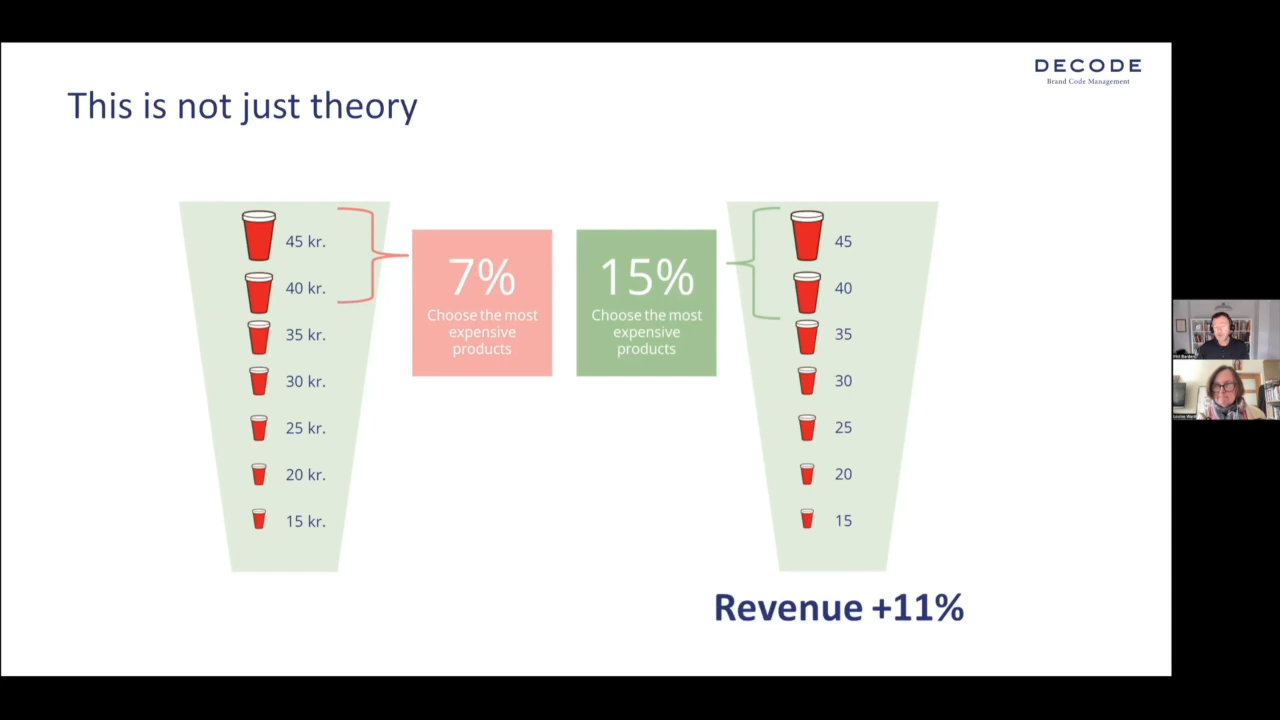 DECODE
Brand Code Management
This is not just theory
45 kr.
40 kr.
35 kr.
30 kr.
25 kr.
20 kr.
15 kr.
7%
Choose the most
expensive
products
15%
Choose the most
expensive
products
45
40
35
30
25
20
15
Revenue +11%
Phil Barden